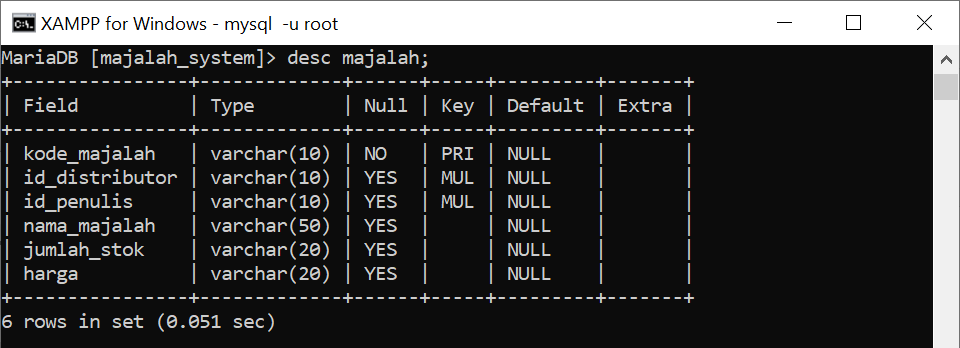 XAMPP for Windows - mysql  -u root
MariaDB [majalah_system]> desc majalah;
+----------------+-------------+------+-----+---------+-------+
| Field          | Type        | Null | Key | Default | Extra |
+----------------+-------------+------+-----+---------+-------+
| kode_majalah   | varchar(10) | NO   | PRI | NULL    |       |
| id_distributor | varchar(10) | YES  | MUL | NULL    |       |
| id_penulis     | varchar(10) | YES  | MUL | NULL    |       |
| nama_majalah   | varchar(50) | YES  |     | NULL    |       |
| jumlah_stok    | varchar(20) | YES  |     | NULL    |       |
| harga          | varchar(20) | YES  |     | NULL    |       |
+----------------+-------------+------+-----+---------+-------+
6 rows in set (0.051 sec)